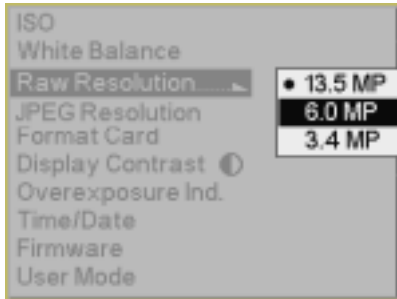 ISO
White Balance
Raw Resolution......
• 13.5 MP
6.0 MP
3.4 MP
JPEG Resolution
Format Card
Display Contrast
Overexposure Ind.
Time/Date
Firmware
User Mode